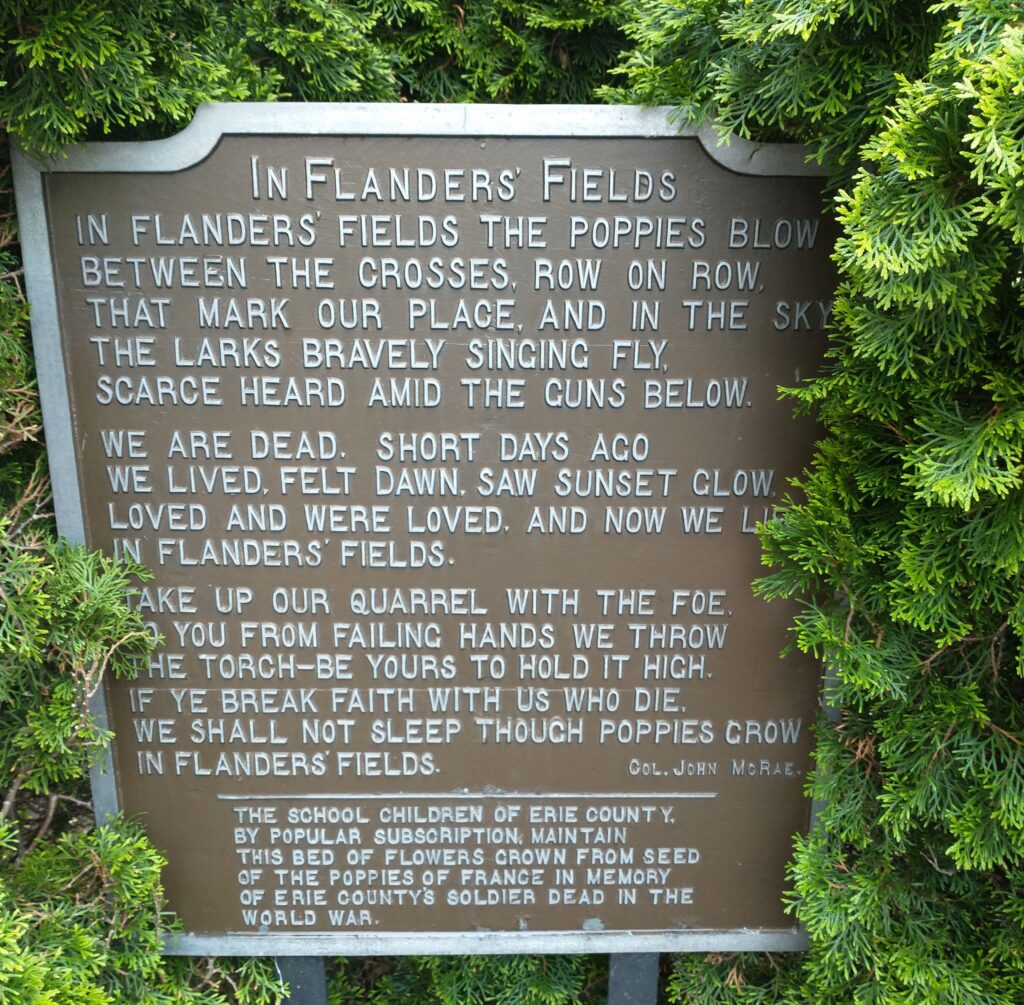 IN FLANDERS' FIELDS
IN FLANDERS' FIELDS THE POPPIES BLOW
BETWEEN THE CROSSES, ROW ON ROW,
THAT MARK OUR PLACE, AND IN THE SKY
THE LARKS BRAVELY SINGING FLY,
SCARCE HEARD AMID THE GUNS BELOW.
WE ARE DEAD. SHORT DAYS AGO
WE LIVED, FELT DAWN, SAW SUNSET GLOW,
LOVED AND WERE LOVED, AND NOW WE
IN FLANDERS' FIELDS.
TAKE UP OUR QUARREL WITH THE FOE,
YOU FROM FAILING HANDS WE THROW
THE TORCH—BE YOURS TO HOLD IT HIGH.
IF YE BREAK FAITH WITH US WHO DIE,
WE SHALL NOT SLEEP THOUGH POPPIES GROW
IN FLANDERS' FIELDS.
COL. JOHN MCRAE.
THE SCHOOL CHILDREN OF ERIE COUNTY,
BY POPULAR SUBSCRIPTION, MAINTAIN
THIS BED OF FLOWERS GROWN FROM SEED
OF THE POPPIES OF FRANCE IN MEMORY
OF ERIE COUNTY'S SOLDIER DEAD IN THE
WORLD WAR.